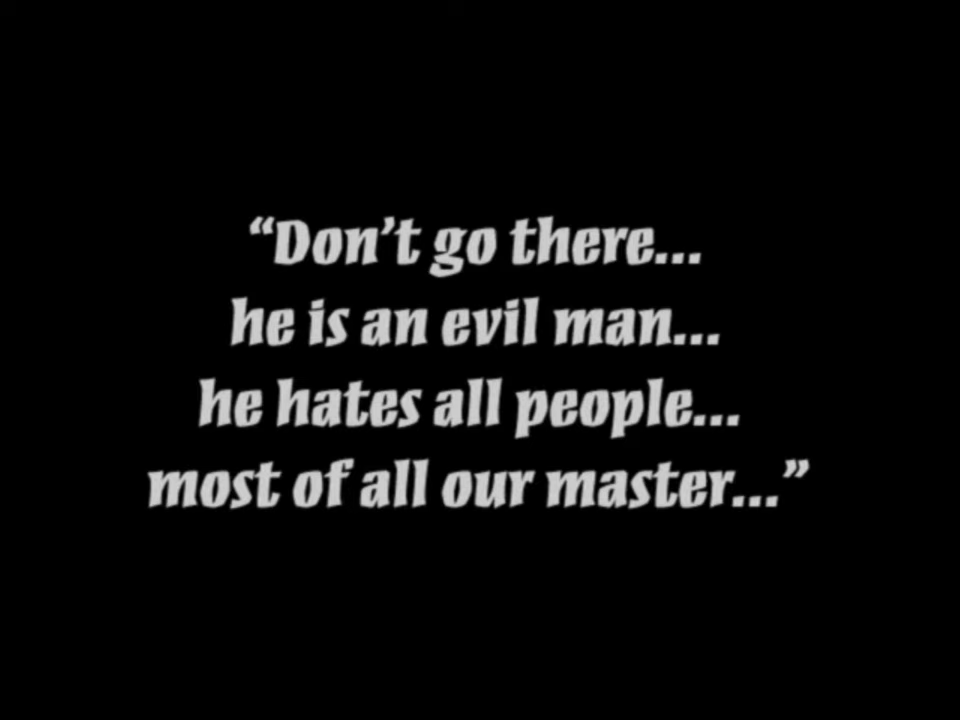 “Don’t go there...
he is an evil man...
he hates all people...
most of all our master...”